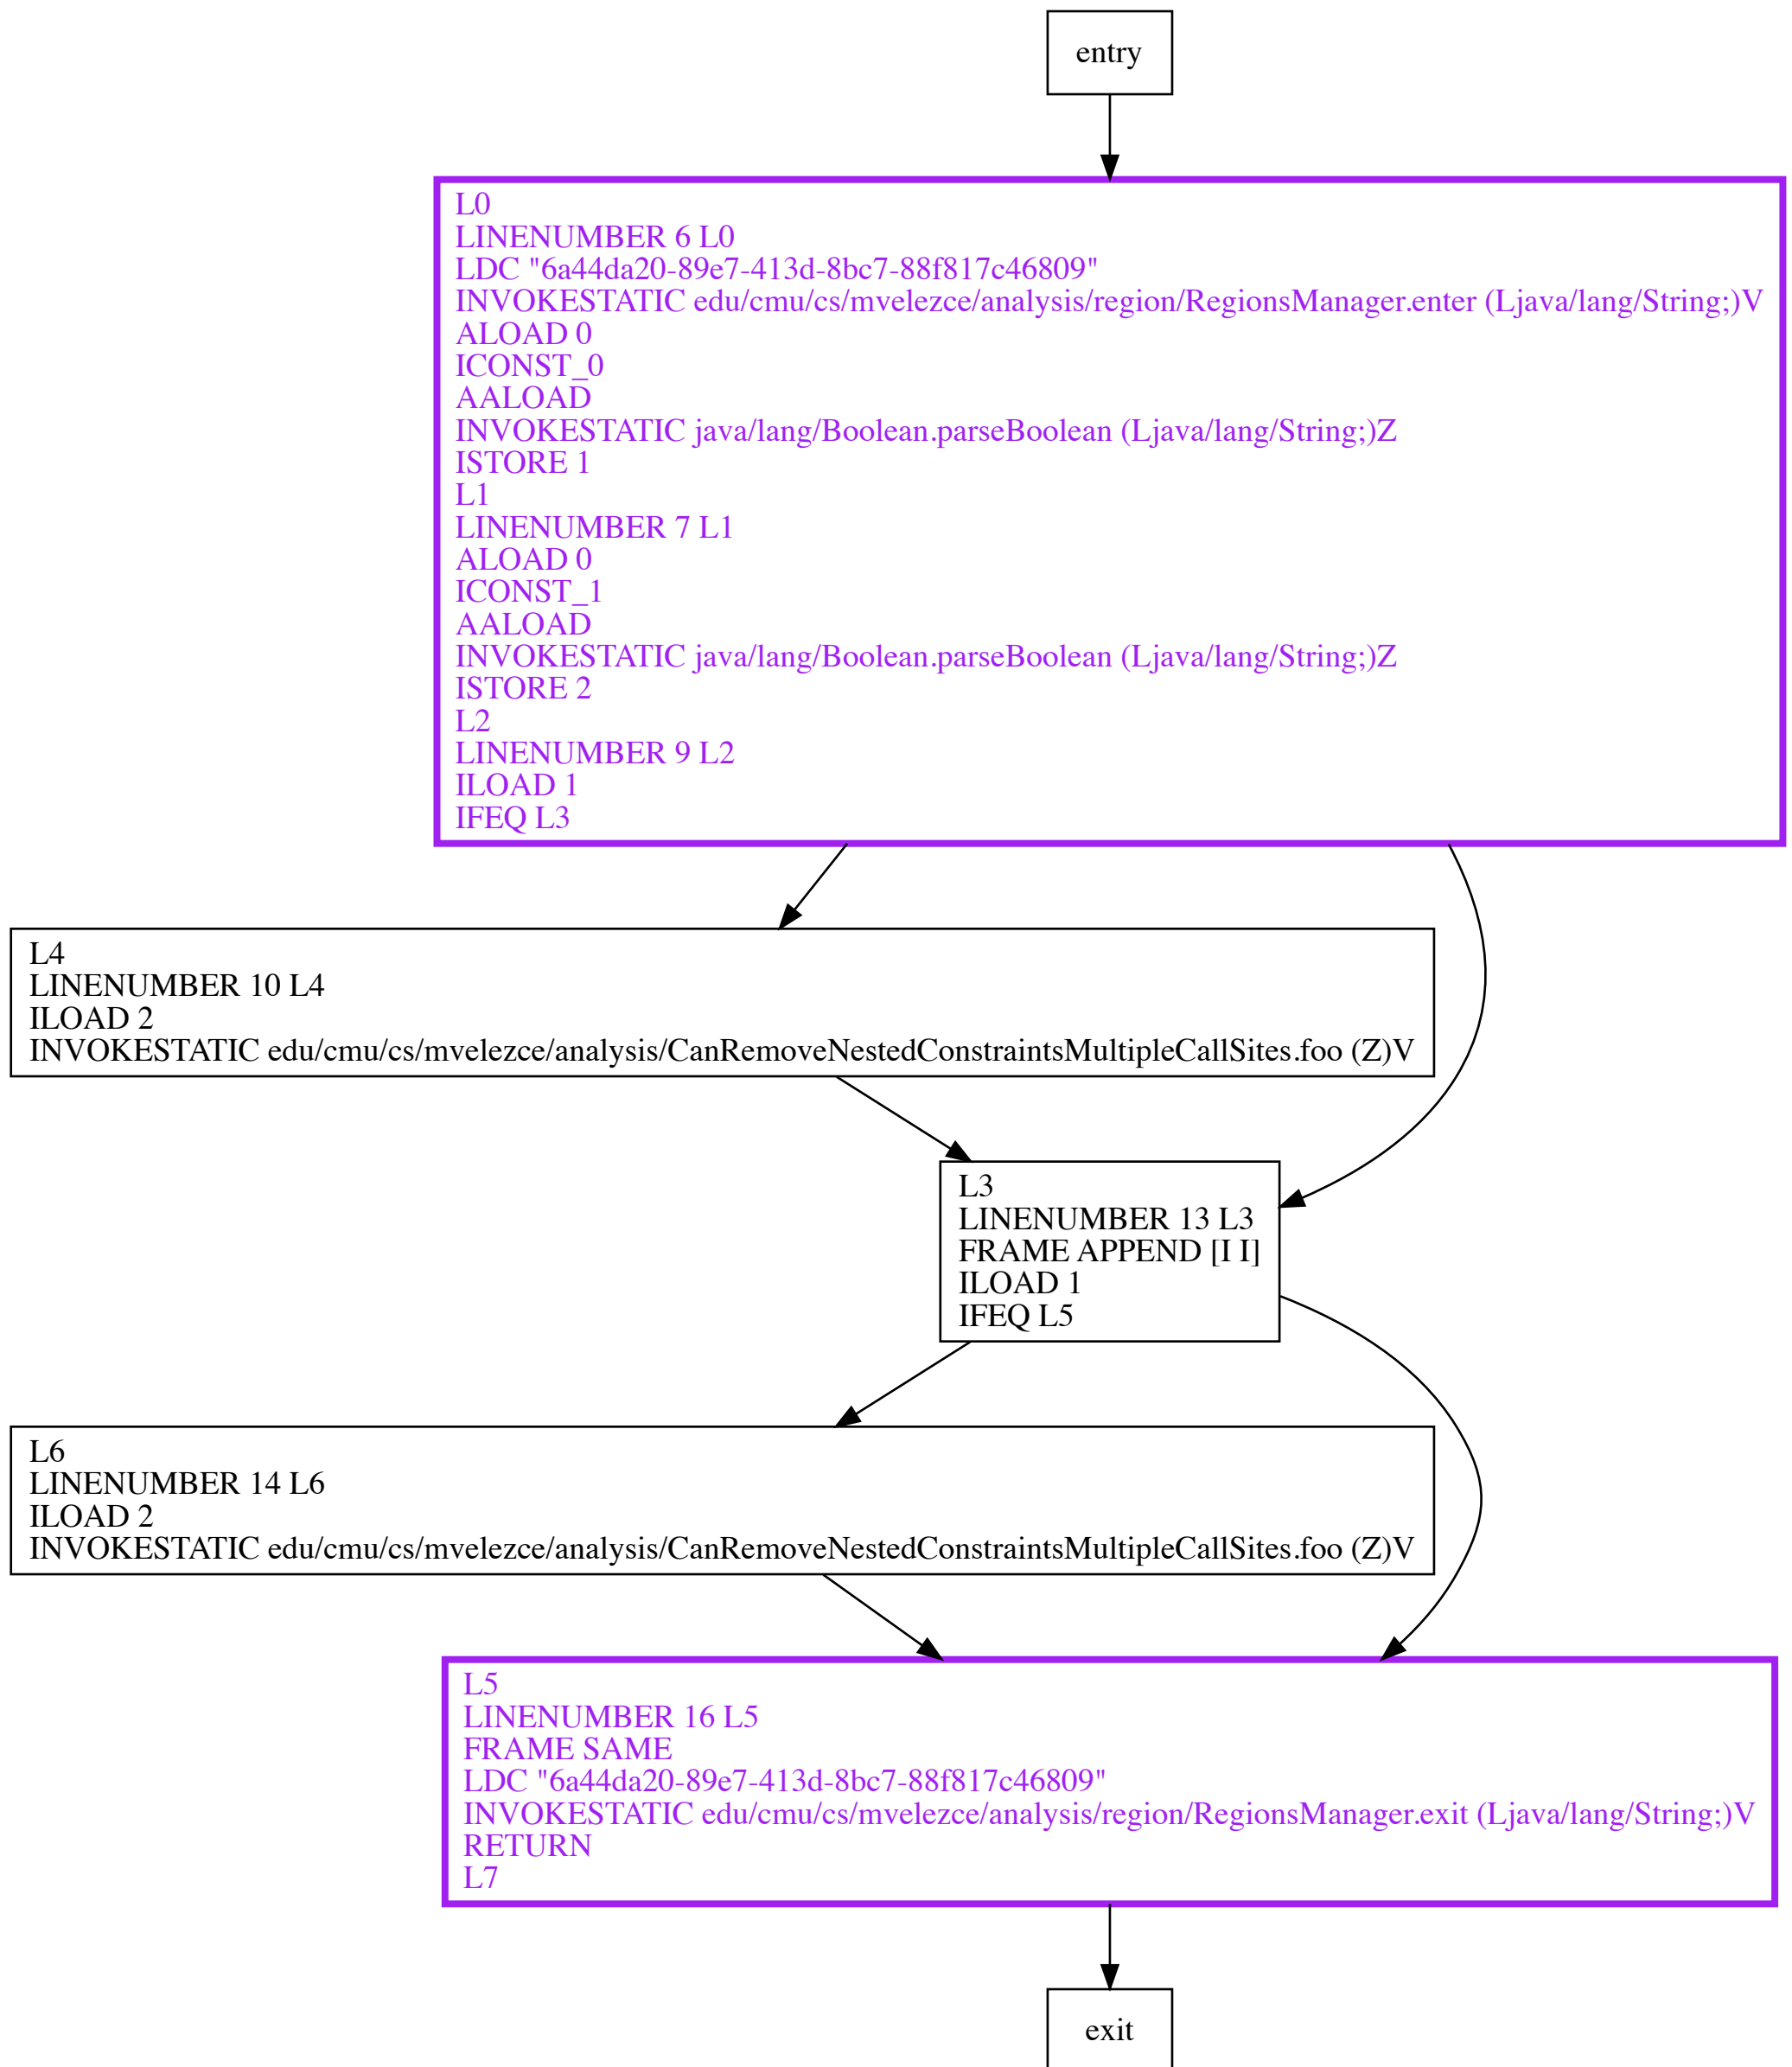 entry
L0
LINENUMBER 6 L0
LDC "6a44da20-89e7-413d-8bc7-88f817c46809"
INVOKESTATIC edu/cmu/cs/mvelezce/analysis/region/RegionsManager.enter (Ljava/lang/String;)V
ALOAD 0
ICONST_0
AALOAD
INVOKESTATIC java/lang/Boolean.parseBoolean (Ljava/lang/String;)Z
ISTORE 1
L1
LINENUMBER 7 L1
ALOAD 0
ICONST_1
AALOAD
INVOKESTATIC java/lang/Boolean.parseBoolean (Ljava/lang/String;)Z
ISTORE 2
L2
LINENUMBER 9 L2
ILOAD 1
IFEQ L3
L4
LINENUMBER 10 L4
ILOAD 2
INVOKESTATIC edu/cmu/cs/mvelezce/analysis/CanRemoveNestedConstraintsMultipleCallSites.foo (Z)V
L3
LINENUMBER 13 L3
FRAME APPEND [I I]
ILOAD 1
IFEQ L5
L6
LINENUMBER 14 L6
ILOAD 2
INVOKESTATIC edu/cmu/cs/mvelezce/analysis/CanRemoveNestedConstraintsMultipleCallSites.foo (Z)V
L5
LINENUMBER 16 L5
FRAME SAME
LDC "6a44da20-89e7-413d-8bc7-88f817c46809"
INVOKESTATIC edu/cmu/cs/mvelezce/analysis/region/RegionsManager.exit (Ljava/lang/String;)V
RETURN
L7
exit